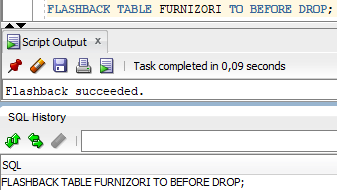 FLASHBACK TABLE FURNIZORI TO BEFORE DROP;
Script Output x
Task completed in 0,09 seconds
Flashback succeeded.
SQL History
SQL
FLASHBACK TABLE FURNIZORI TO BEFORE DROP;